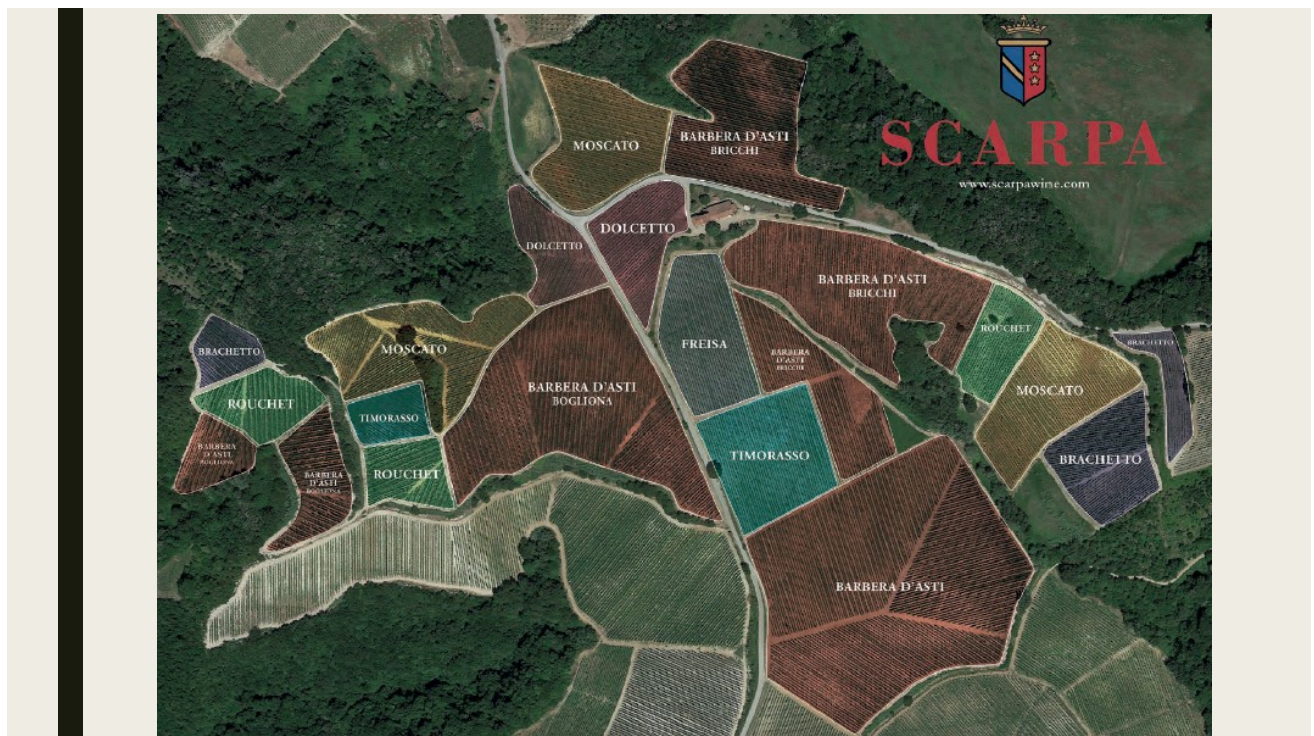 SCARPA
www.scarpawine.com
MOSCATO
BARBERA D'ASTI
BRICCHI
DOLCETTO
DOLCETTO
BARBERA D'ASTI
BRICCHI
ROUCHET
BRACHETTO
FREISA
BARBERA
D'ASTI
BRICCHI
MOSCATO
BRACHETTO
MOSCATO
BARBERA D'ASTI
BOGLIONA
BRACHETTO
ROUCHET
TIMORASSO
BARBERA
D'ASTI
BOGLIONA
BARBERA
D'ASTI
BOGLIONA
ROUCHET
TIMORASSO
BRACHETTO
BARBERA D'ASTI